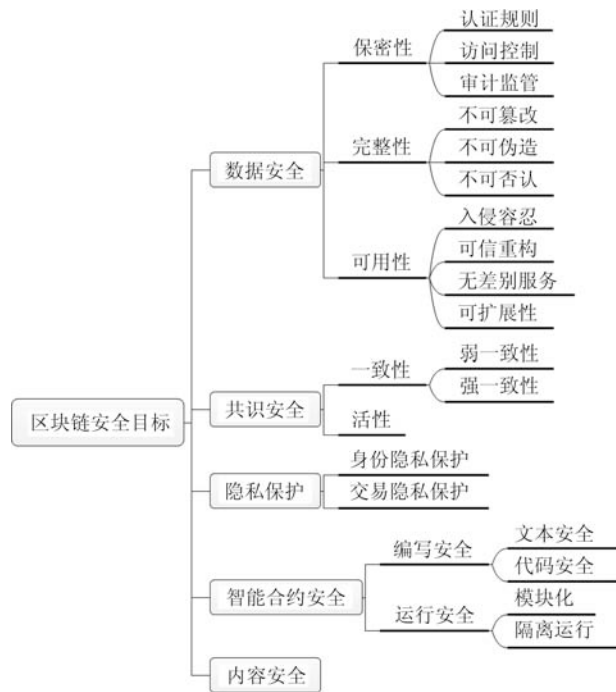 区块链安全目标
数据安全
保密性
认证规则
访问控制
审计监管
完整性
不可篡改
不可伪造
不可否认
可用性
入侵容忍
可信重构
无差别服务
可扩展性
共识安全
一致性
弱一致性
强一致性
活性
隐私保护
身份隐私保护
交易隐私保护
智能合约安全
编写安全
文本安全
代码安全
运行安全
模块化
隔离运行
内容安全